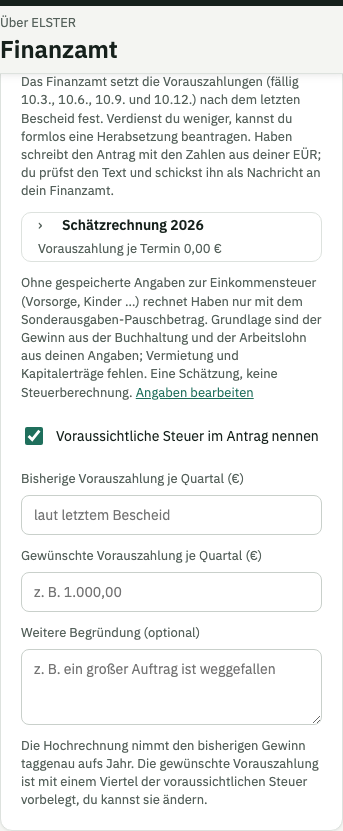 Über ELSTER
Finanzamt
Das Finanzamt setzt die Vorauszahlungen (fällig
10.3., 10.6., 10.9. und 10.12.) nach dem letzten
Bescheid fest. Verdienst du weniger, kannst du
formlos eine Herabsetzung beantragen. Haben
schreibt den Antrag mit den Zahlen aus deiner EÜR;
du prüfst den Text und schickst ihn als Nachricht an
dein Finanzamt.
› Schätzrechnung 2026
Vorauszahlung je Termin 0,00 €
Ohne gespeicherte Angaben zur Einkommensteuer
(Vorsorge, Kinder …) rechnet Haben nur mit dem
Sonderausgaben-Pauschbetrag. Grundlage sind der
Gewinn aus der Buchhaltung und der Arbeitslohn
aus deinen Angaben; Vermietung und
Kapitalerträge fehlen. Eine Schätzung, keine
Steuerberechnung. Angaben bearbeiten
Voraussichtliche Steuer im Antrag nennen
Bisherige Vorauszahlung je Quartal (€)
laut letztem Bescheid
Gewünschte Vorauszahlung je Quartal (€)
z. B. 1.000,00
Weitere Begründung (optional)
z. B. ein großer Auftrag ist weggefallen
Die Hochrechnung nimmt den bisherigen Gewinn
taggenau aufs Jahr. Die gewünschte Vorauszahlung
ist mit einem Viertel der voraussichtlichen Steuer
vorbelegt, du kannst sie ändern.